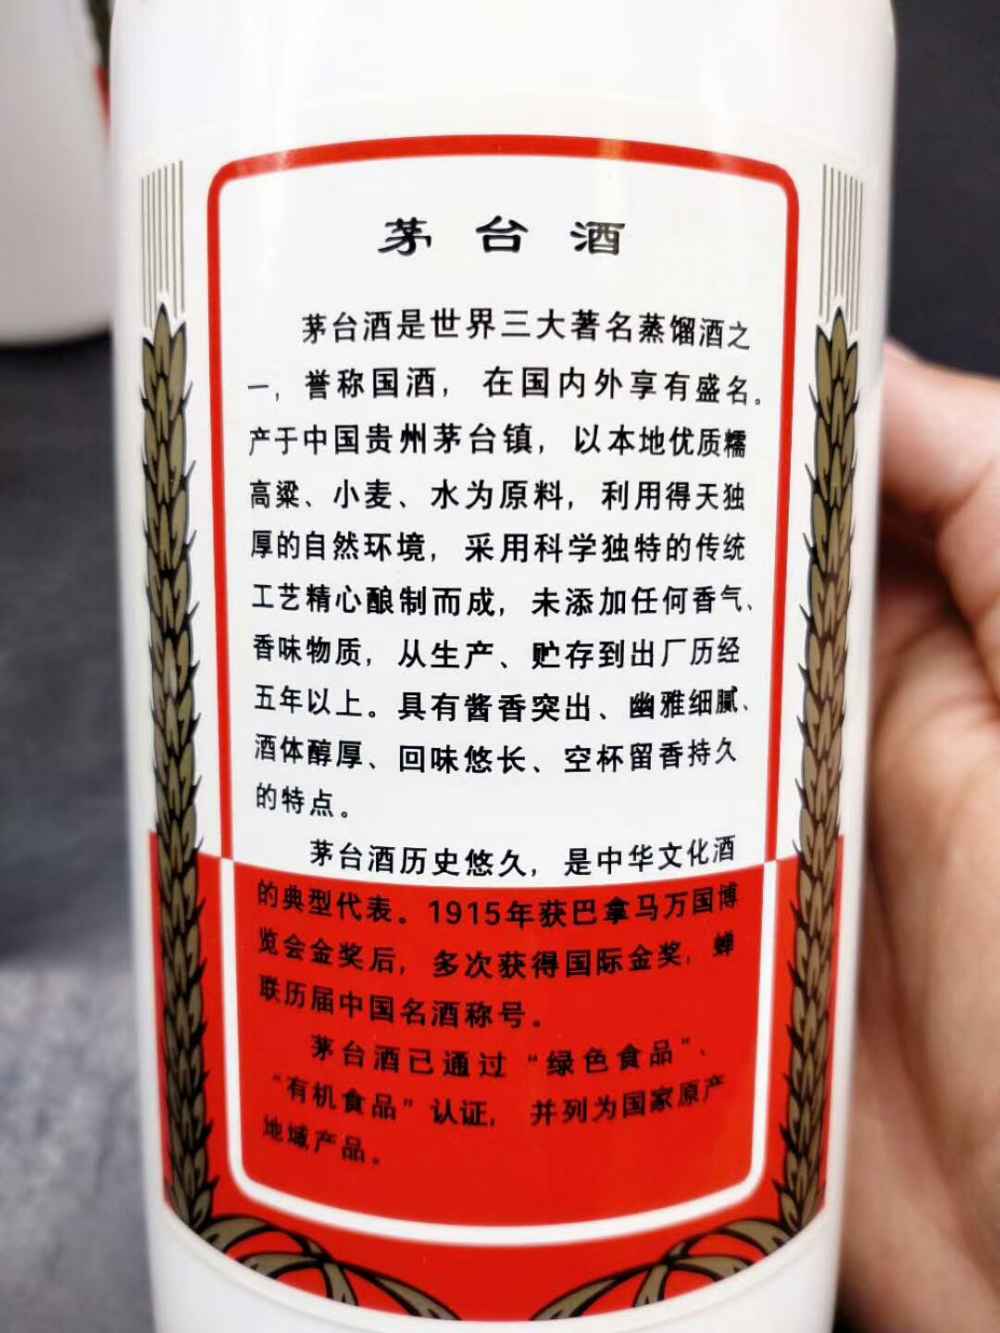 茅台酒
茅台酒是世界三大著名蒸馏酒之
一，誉称国酒，在国内外享有盛名。
产于中国贵州茅台镇，以本地优质糯
高粱、小麦、水为原料，利用得天独
厚的自然环境，采用科学独特的传统
工艺精心酿制而成，未添加任何香气、
香味物质，从生产、贮存到出厂历经
五年以上。具有酱香突出、幽雅细腻、
酒体醇厚、回味悠长、空杯留香持久
的特点。
茅台酒历史悠久，是中华文化酒
的典型代表。1915年获巴拿马万国博
览会金奖后，多次获得国际金奖，蝉
联历届中国名酒称号。
茅台酒已通过“绿色食品”、
“有机食品”认证，并列为国家原产
地域产品。